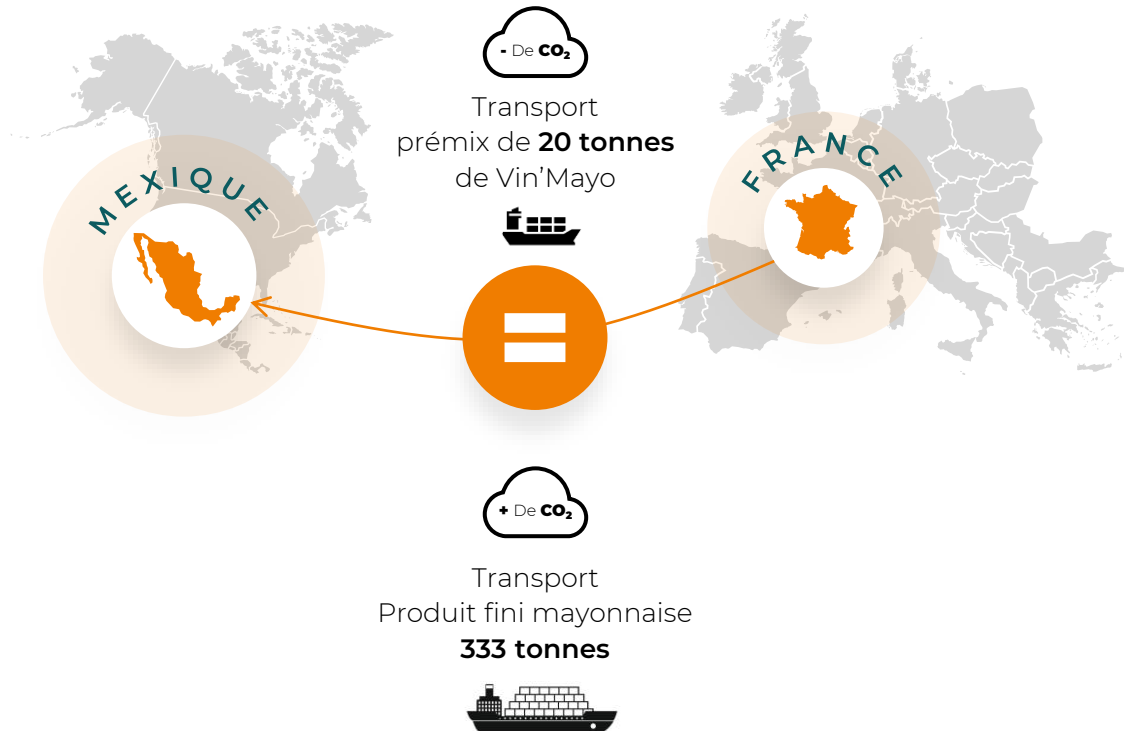 - De CO₂
Transport
prémix de 20 tonnes
de Vin’Mayo
MEXIQUE
FRANCE
=
+ De CO₂
Transport
Produit fini mayonnaise
333 tonnes